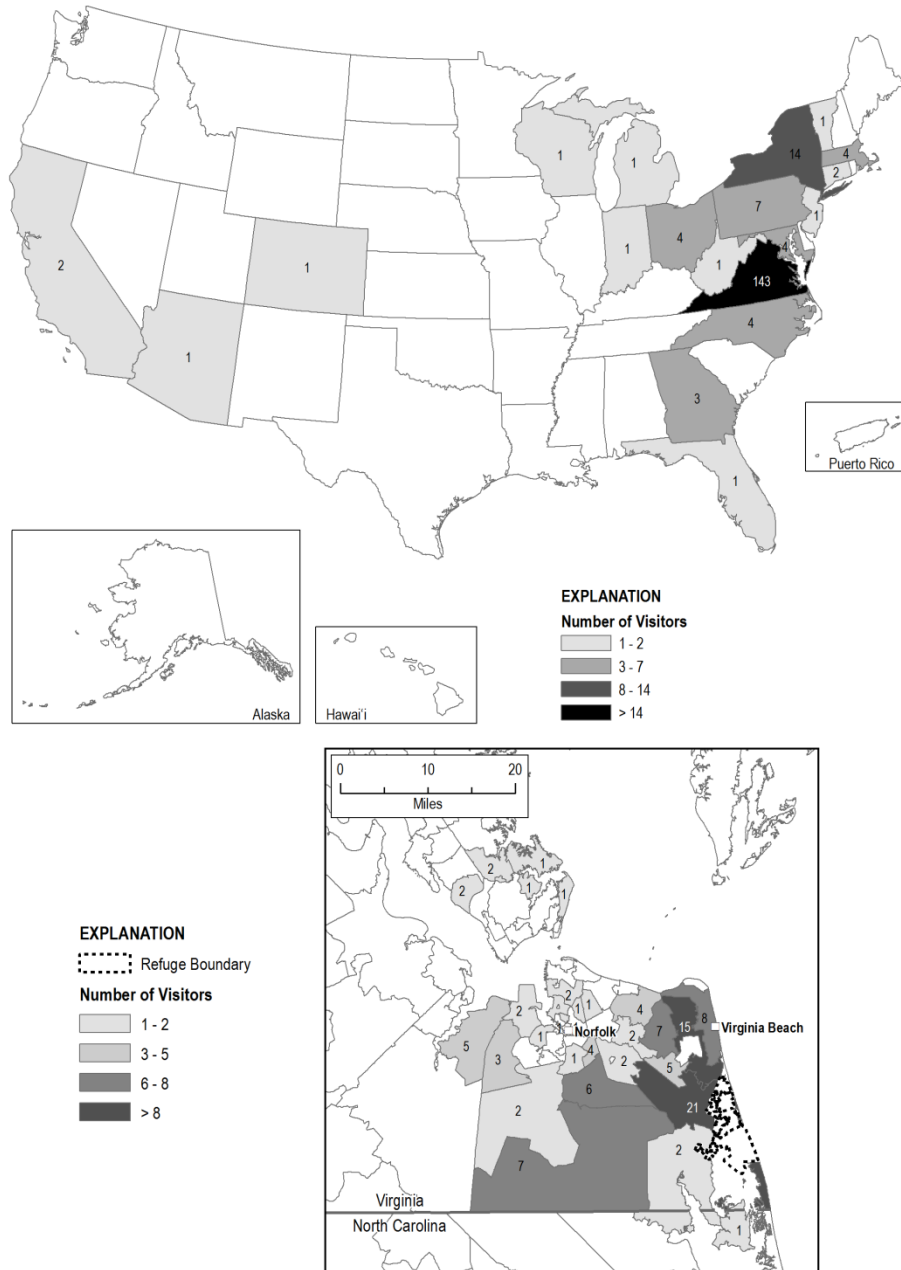 1
14
4
2
1
1
7
1
4
1
4
1
143
2
1
4
1
3
1
Puerto Rico
Alaska
Hawai'i
EXPLANATION
Number of Visitors
1 - 2
3 - 7
8 - 14
> 14
0 10 20
Miles
2
1
2
1
1
EXPLANATION
Refuge Boundary
Number of Visitors
1 - 2
3 - 5
6 - 8
> 8
2
1
1
4
8
2
15
Virginia Beach
1
Norfolk
1
2
7
5
3
1
4
2
5
6
21
2
2
7
Virginia
North Carolina
1